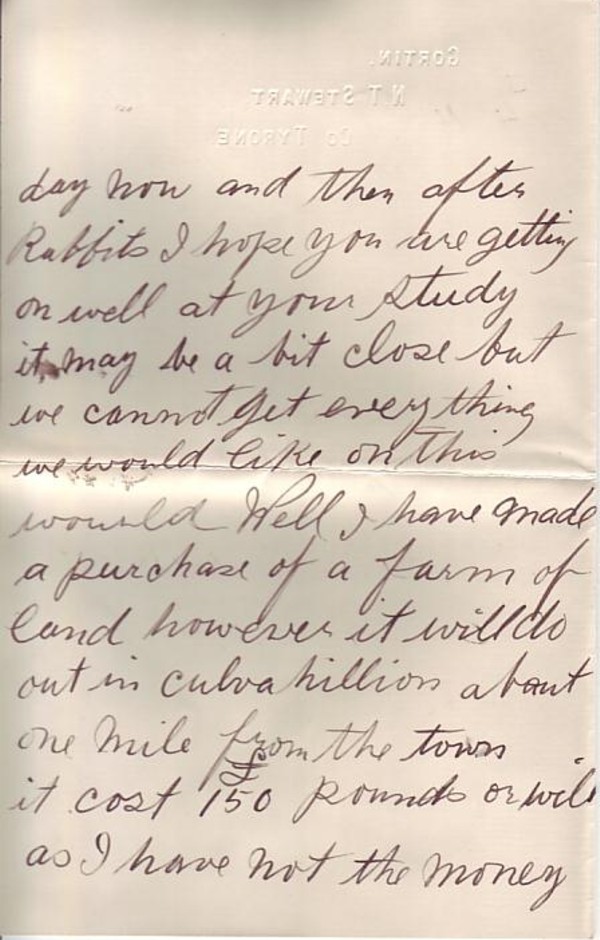 GORTIN.
N. T. STEWART
CO TYRONE
day now and then after
Rabbits I hope you are getting
on well at your study
it may be a bit close but
we cannot get every thing
we would like on this
wourld Well I have made
a purchase of a farm of
land however it will do
out in culvahillion about
one mile from the town
£
it cost 150 pounds or will
as I have not the money